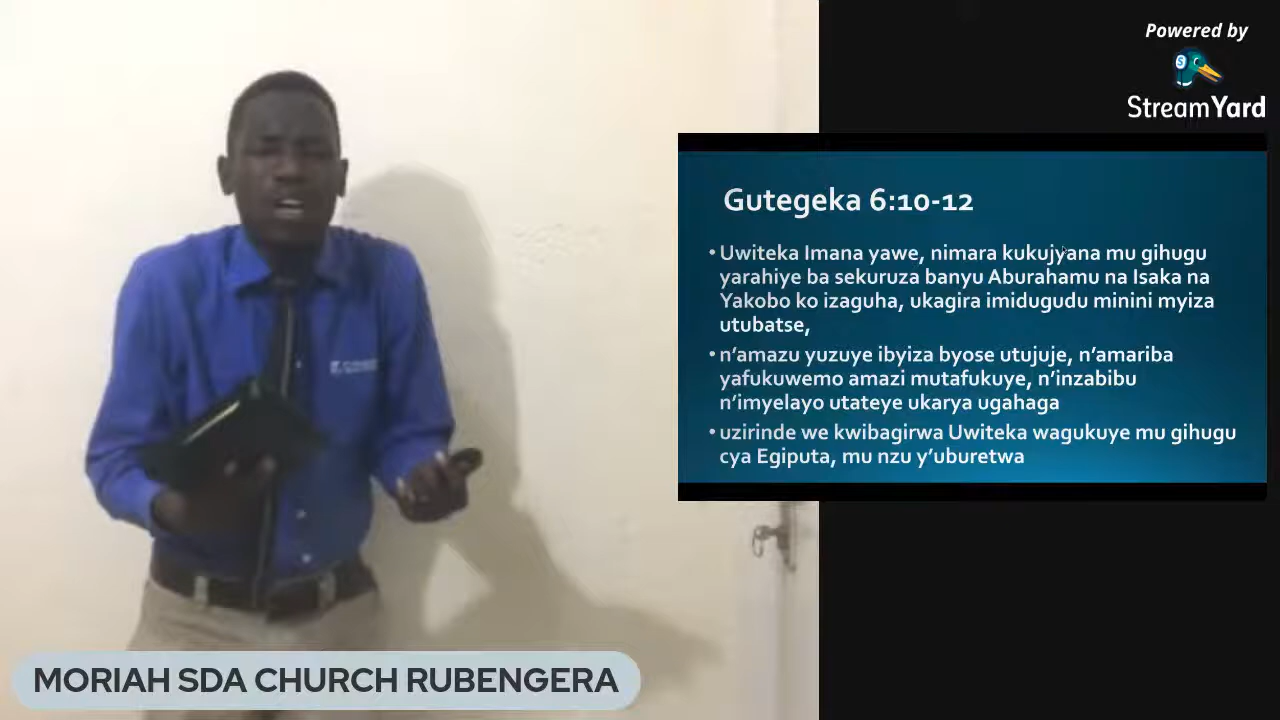 Powered by
StreamYard
Gutegeka 6:10-12
• Uwiteka Imana yawe, nimara kukujyana mu gihugu
yarahiye ba sekuruza banyu Aburahamu na Isaka na
Yakobo ko izaguha, ukagira imidugudu minini myiza
utubatse,
• n’amazu yuzuye ibyiza byose utujuje, n’amariba
yafukuwemo amazi mutafukuye, n’inzabibu
n’imyelayo utateye ukarya ugahaga
• uzirinde we kwibagirwa Uwiteka wagukuye mu gihugu
cya Egiputa, mu nzu y’uburetwa
MORIAH SDA CHURCH RUBENGERA